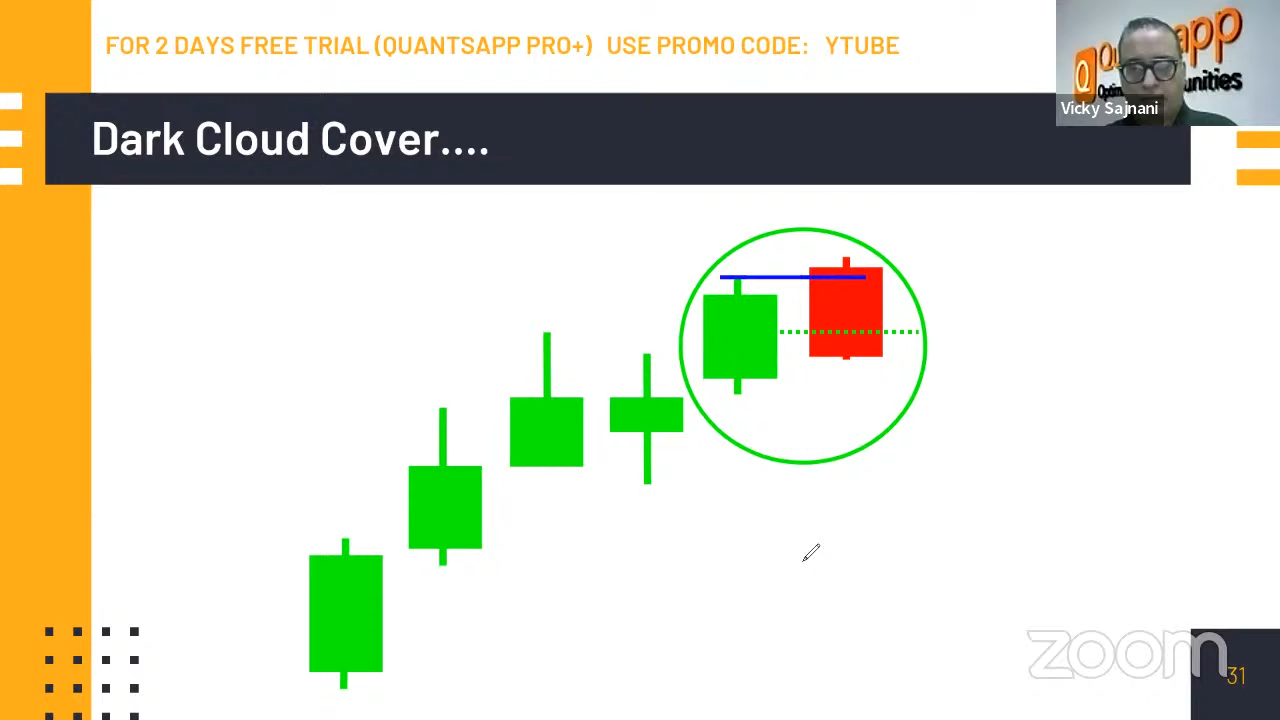 FOR 2 DAYS FREE TRIAL (QUANTSAPP PRO+) USE PROMO CODE: YTUBE
Vicky Sajnani
Dark Cloud Cover....
zoom
31